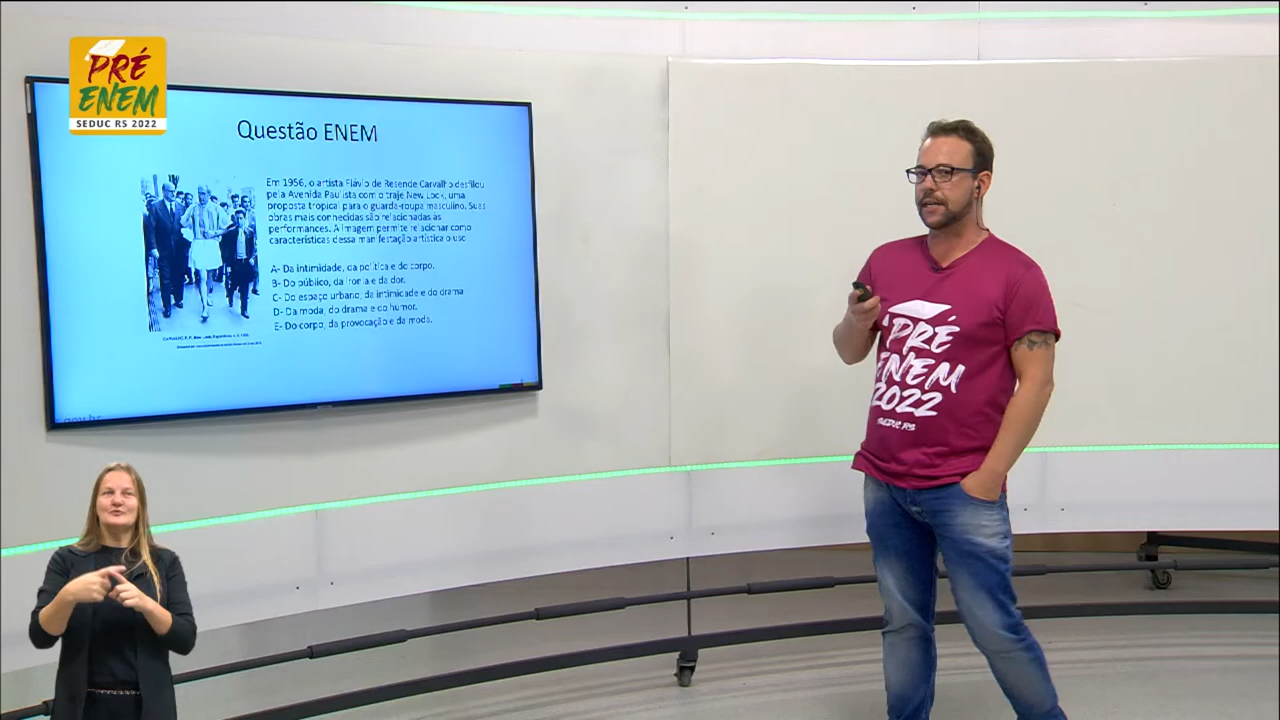 PRÉ
ENEM
SEDUC RS 2022
Questão ENEM
Em 1956, o artista Flávio de Resende Carvalho desfilou
pela Avenida Paulista com o traje New Look, uma
proposta tropical para o guarda-roupa masculino. Suas
obras mais conhecidas são relacionadas às
performances. A imagem permite relacionar como
características dessa manifestação artística o uso
A- Da intimidade, da política e do corpo.
B- Do público, da ironia e da dor.
C- Do espaço urbano, da intimidade e do drama
D- Da moda, do drama e do humor.
E- Do corpo, da provocação e da moda.
CARVALHO, F. R.
gov.br
PRÉ
ENEM
2022
SEDUC RS